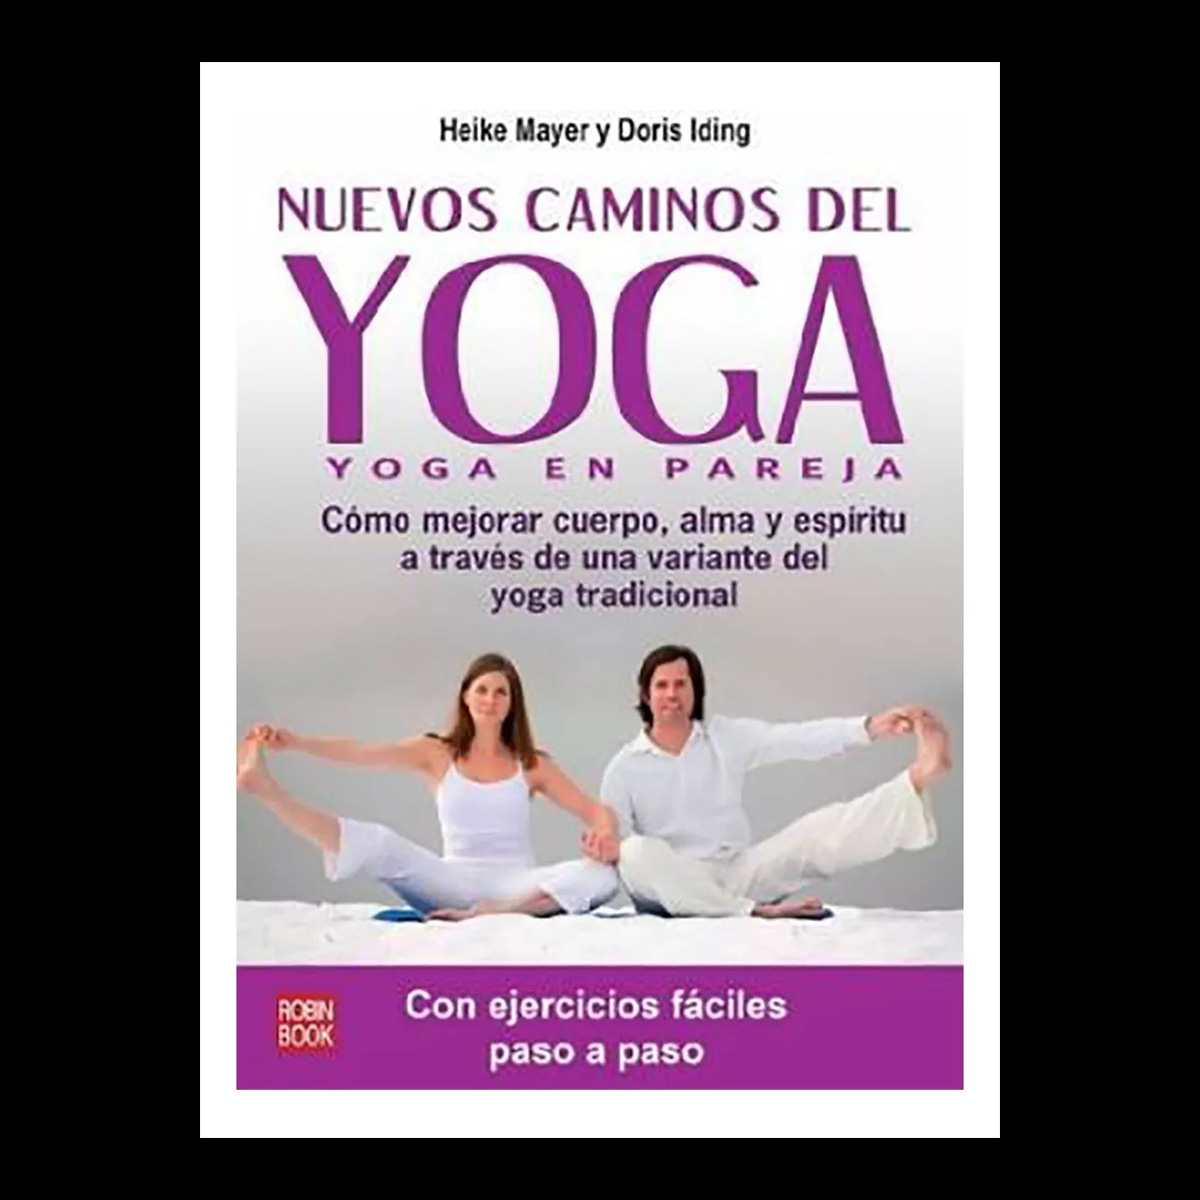 Heike Mayer y Doris Iding
NUEVOS CAMINOS DEL
YOGA
YOGA EN PAREJA
Cómo mejorar cuerpo, alma y espíritu
a través de una variante del
yoga tradicional
ROBIN
BOOK
Con ejercicios fáciles
paso a paso